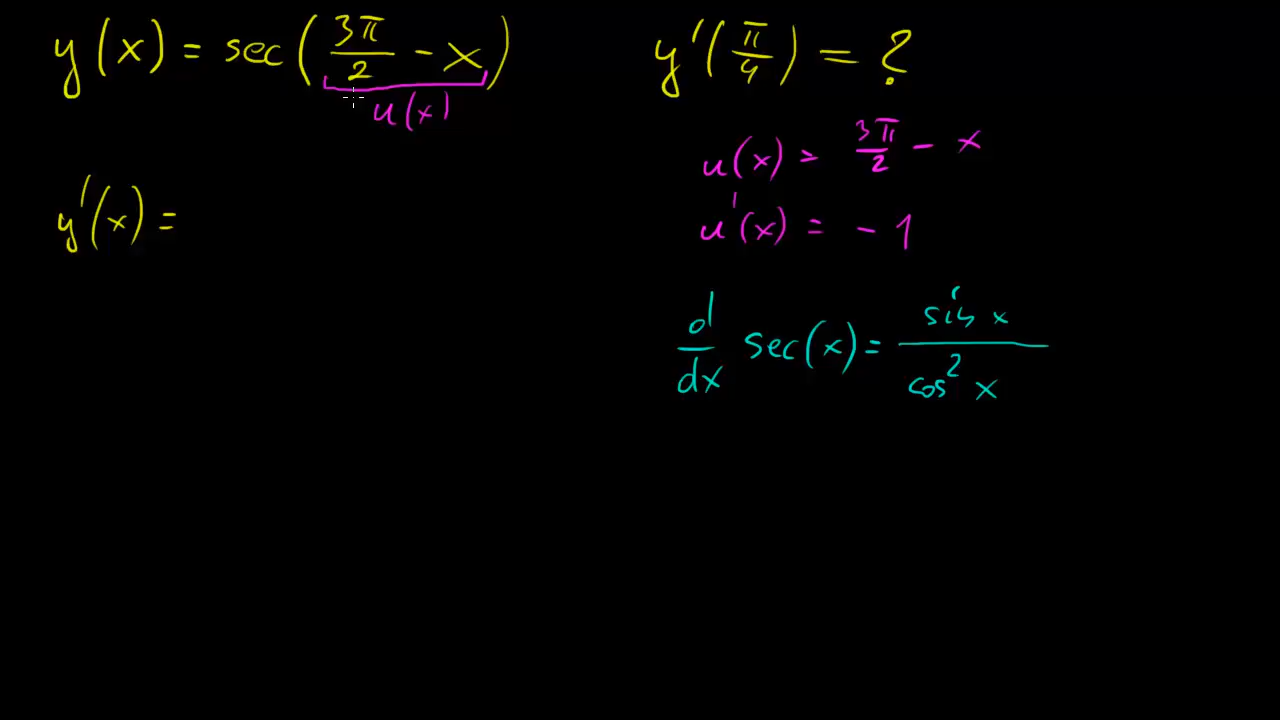 y(x) = sec(3π/2 - x)
u(x)
y'(π/4) = ?
u(x) = 3π/2 - x
u'(x) = - 1
y'(x) =
d/dx sec(x) = sin x / cos² x